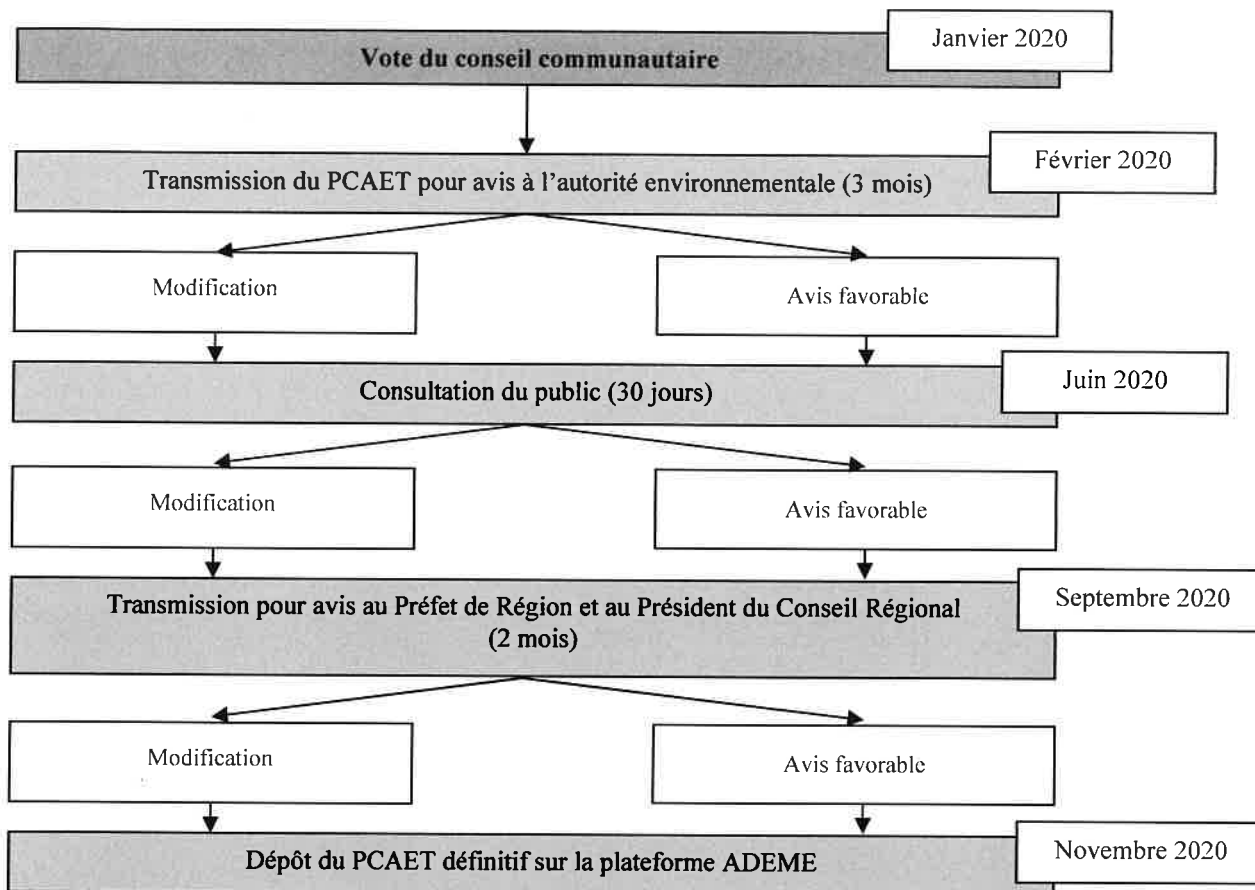 Janvier 2020
Vote du conseil communautaire
Février 2020
Transmission du PCAET pour avis à l'autorité environnementale (3 mois)
Modification
Avis favorable
Juin 2020
Consultation du public (30 jours)
Modification
Avis favorable
Septembre 2020
Transmission pour avis au Préfet de Région et au Président du Conseil Régional
(2 mois)
Modification
Avis favorable
Novembre 2020
Dépôt du PCAET définitif sur la plateforme ADEME